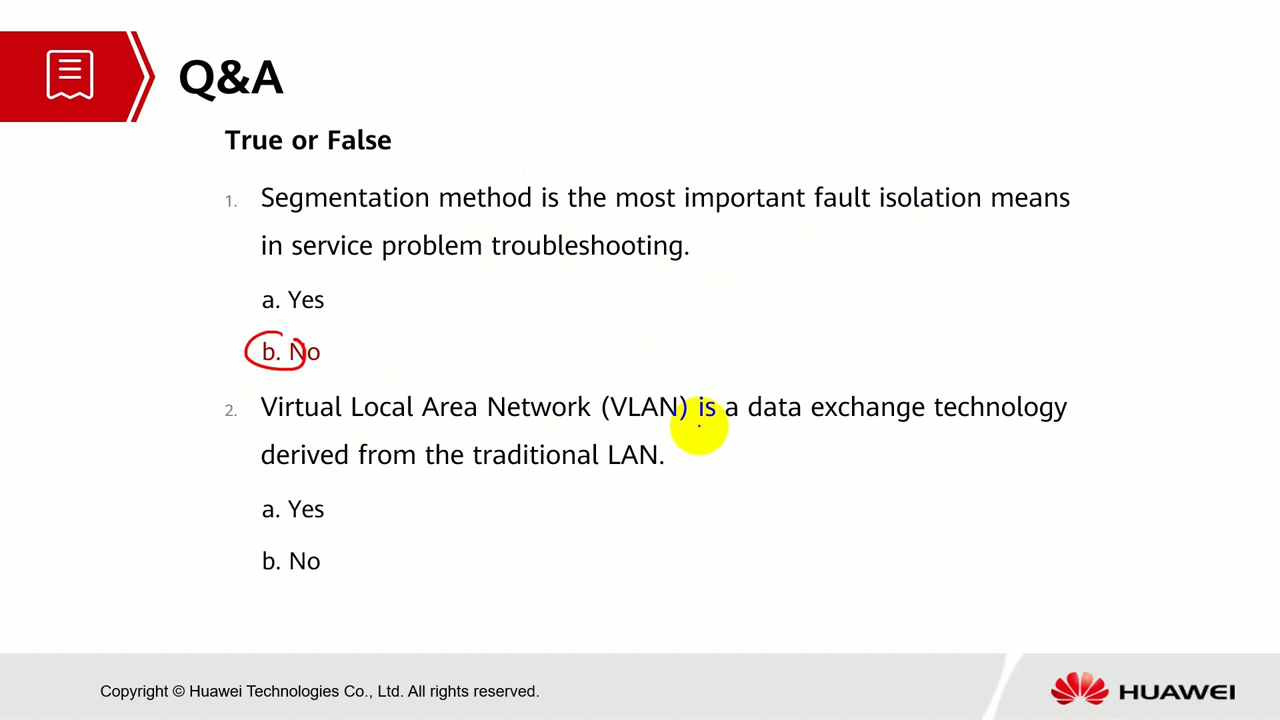 Q&A
True or False
1. Segmentation method is the most important fault isolation means
in service problem troubleshooting.
a. Yes
b. No
2. Virtual Local Area Network (VLAN) is a data exchange technology
derived from the traditional LAN.
a. Yes
b. No
Copyright © Huawei Technologies Co., Ltd. All rights reserved.
HUAWEI